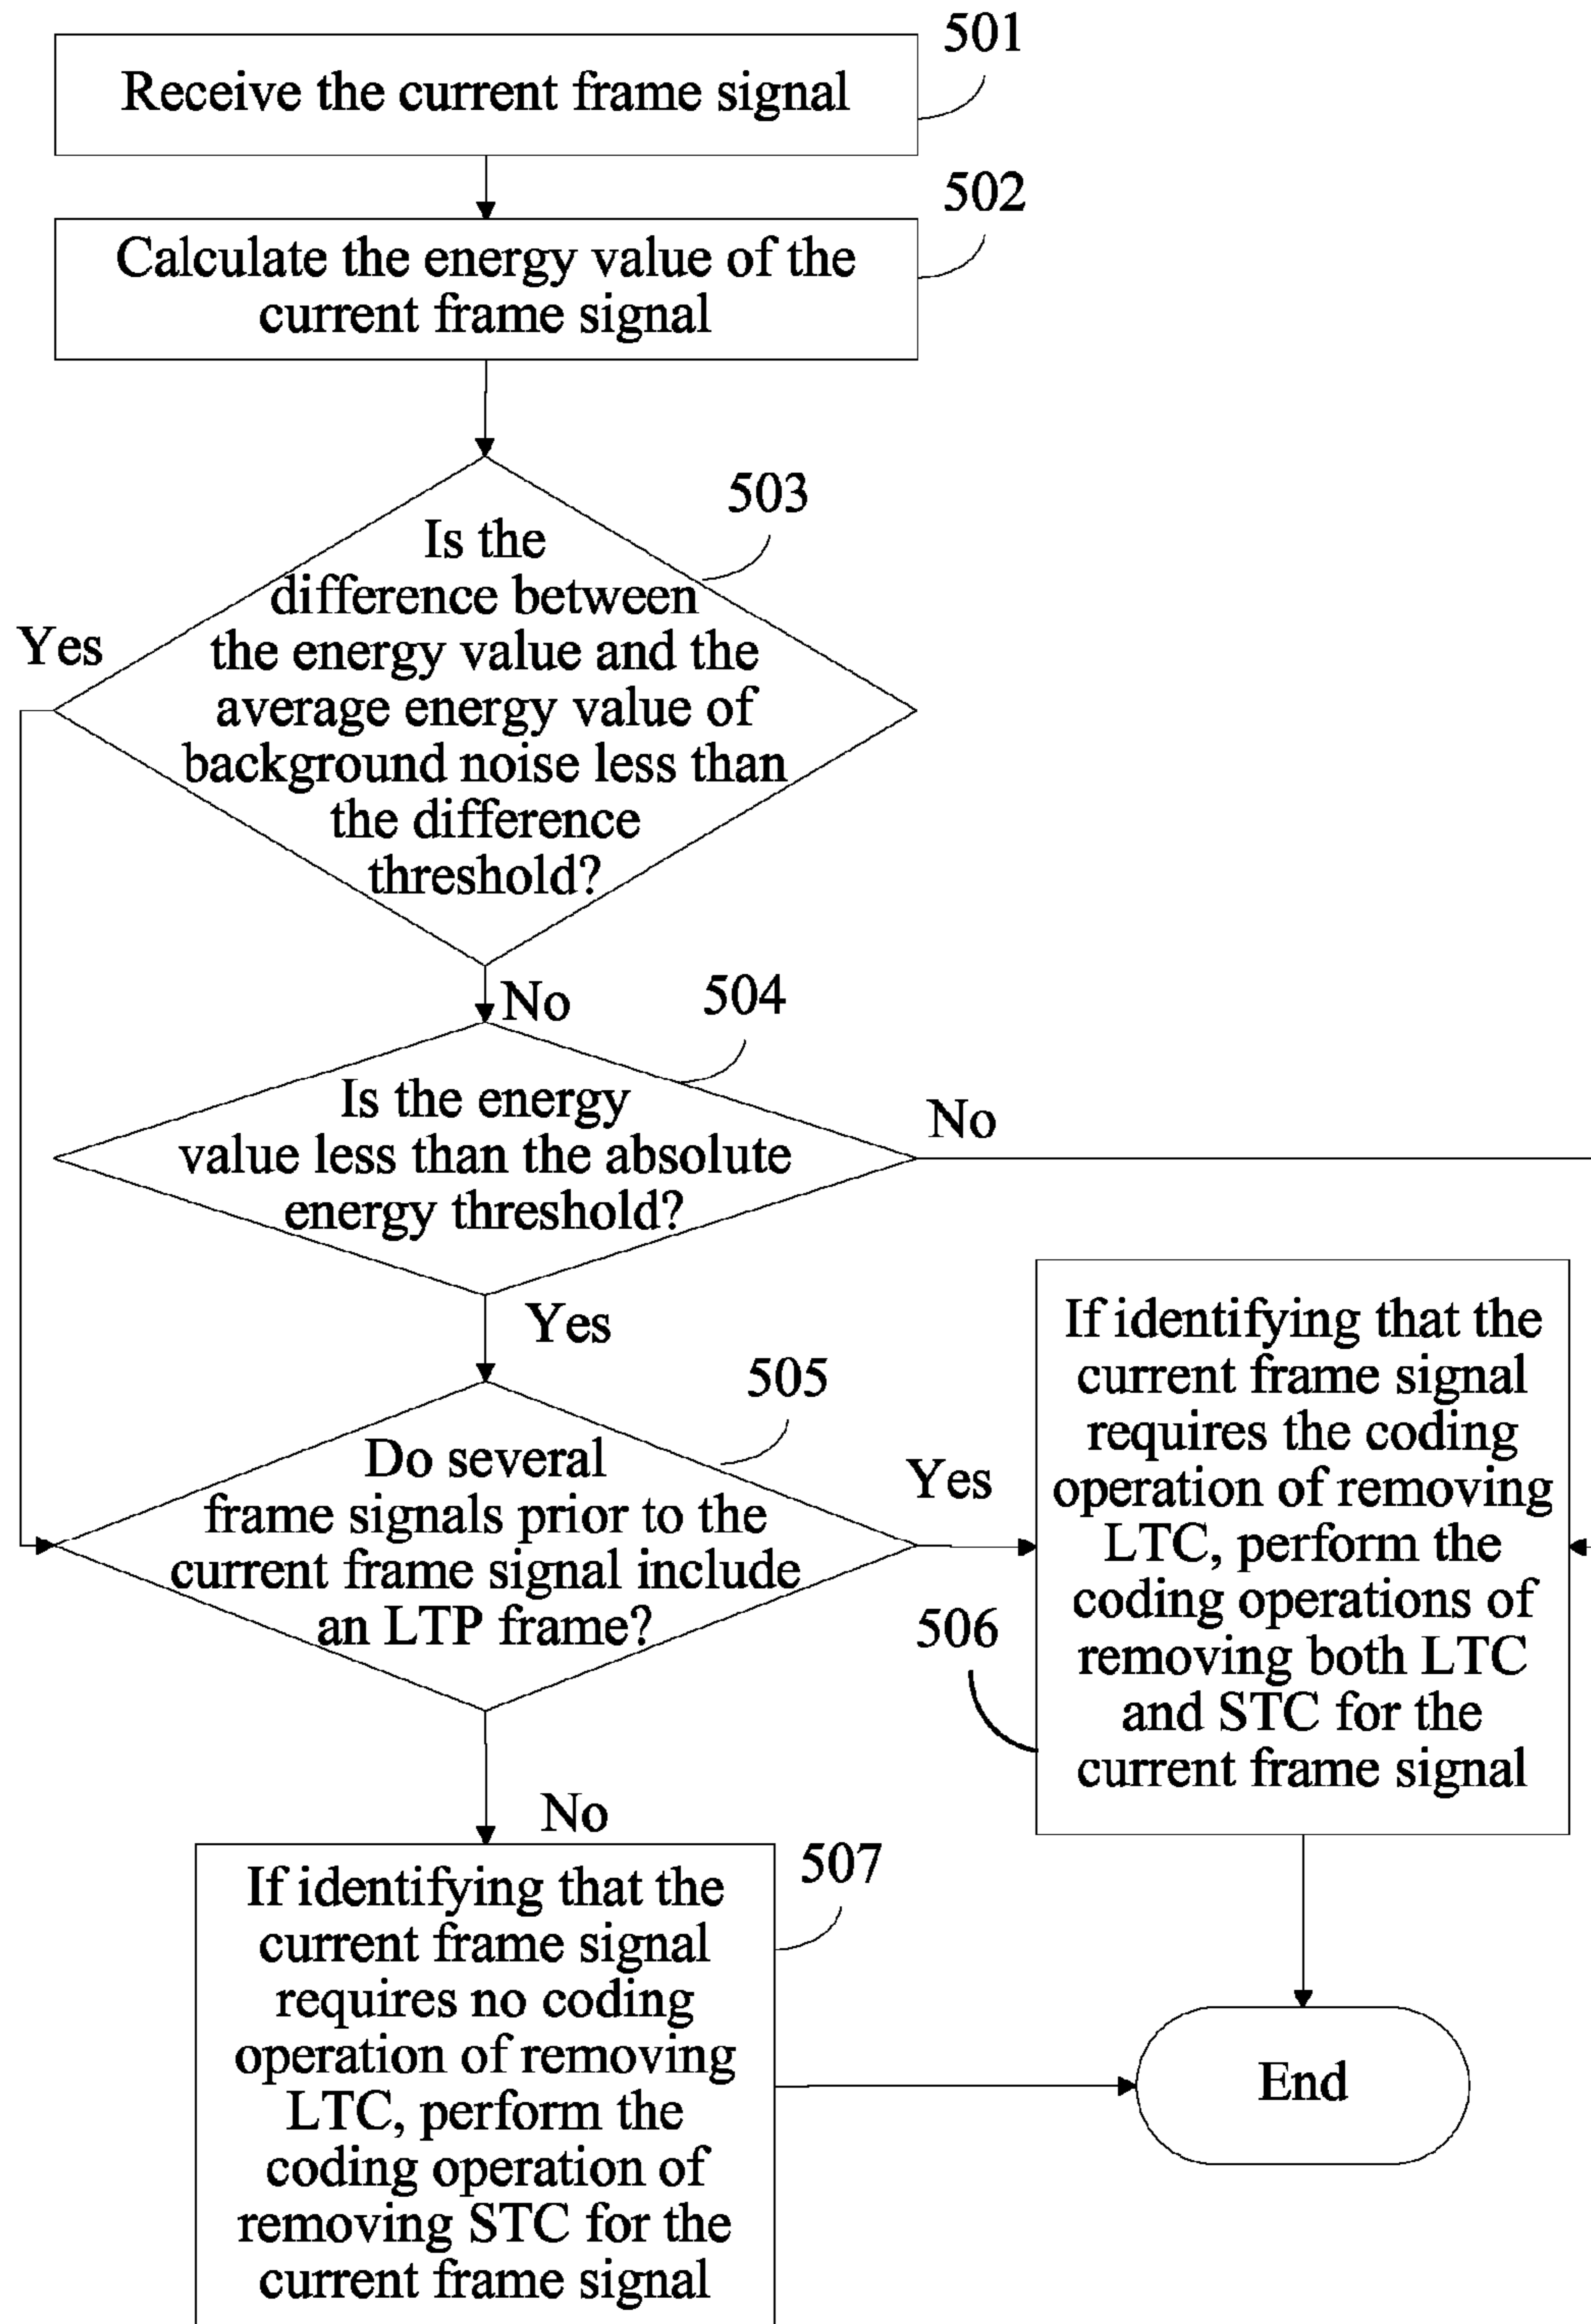 501
Receive the current frame signal
502
Calculate the energy value of the
current frame signal
503
Is the
difference between
the energy value and the
average energy value of
background noise less than
the difference
threshold?
Yes
No
504
Is the energy
value less than the absolute
energy threshold?
No
Yes
505
Do several
frame signals prior to the
current frame signal include
an LTP frame?
Yes
506
If identifying that the
current frame signal
requires the coding
operation of removing
LTC, perform the
coding operations of
removing both LTC
and STC for the
current frame signal
No
507
If identifying that the
current frame signal
requires no coding
operation of removing
LTC, perform the
coding operation of
removing STC for the
current frame signal
End